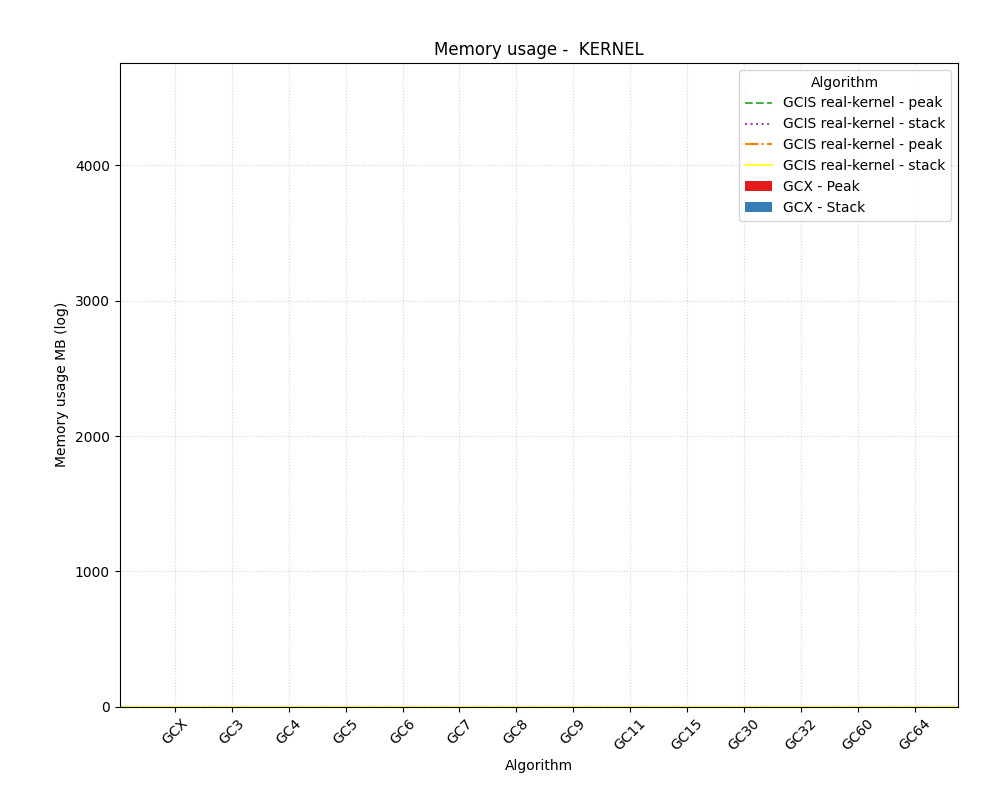 Memory usage -  KERNEL
Algorithm
GCIS real-kernel - peak
GCIS real-kernel - stack
GCIS real-kernel - peak
GCIS real-kernel - stack
GCX - Peak
GCX - Stack
Memory usage MB (log)
4000
3000
2000
1000
0
GCX GC3 GC4 GC5 GC6 GC7 GC8 GC9 GC11 GC15 GC30 GC32 GC60 GC64
Algorithm